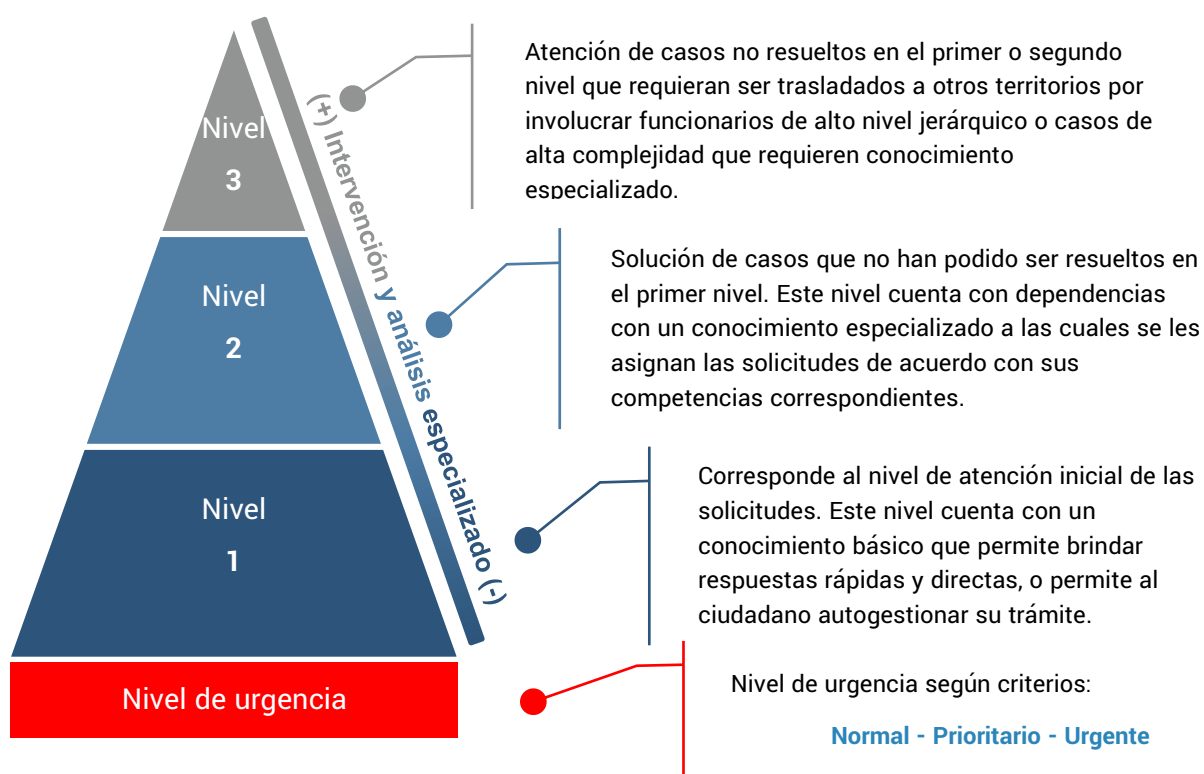 Nivel
3
(+) Intervención y análisis especializado (-)
Atención de casos no resueltos en el primer o segundo
nivel que requieran ser trasladados a otros territorios por
involucrar funcionarios de alto nivel jerárquico o casos de
alta complejidad que requieren conocimiento
especializado.
Nivel
2
Solución de casos que no han podido ser resueltos en
el primer nivel. Este nivel cuenta con dependencias
con un conocimiento especializado a las cuales se les
asignan las solicitudes de acuerdo con sus
competencias correspondientes.
Nivel
1
Corresponde al nivel de atención inicial de las
solicitudes. Este nivel cuenta con un
conocimiento básico que permite brindar
respuestas rápidas y directas, o permite al
ciudadano autogestionar su trámite.
Nivel de urgencia
Nivel de urgencia según criterios:
Normal - Prioritario - Urgente